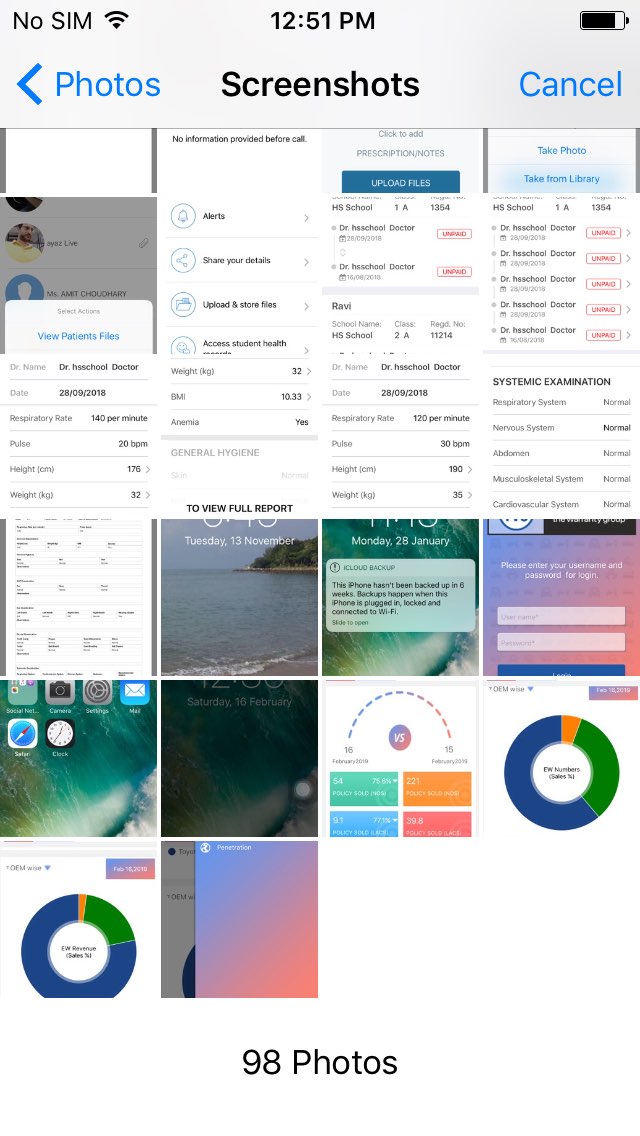 No SIM 12:51 PM
Photos Screenshots Cancel
No information provided before call.
Alerts
Share your details
Upload & store files
Access student health
records
Click to add
PRESCRIPTION/NOTES
UPLOAD FILES
Take Photo
Take from Library
ayaz Live
Ms. AMIT CHOUDHARY
Select Actions
View Patients Files
School Name: Class: Regd. No:
HS School 1 A 1354
Dr. hsschool Doctor
28/09/2018
UNPAID
Dr. hsschool Doctor
16/08/2018
UNPAID
Ravi
School Name: Class: Regd. No:
HS School 2 A 11214
School Name: Class: Regd. No:
HS School 1 A 1354
Dr. hsschool Doctor
28/09/2018
UNPAID
Dr. hsschool Doctor
28/09/2018
UNPAID
Dr. hsschool Doctor
28/09/2018
UNPAID
Dr. hsschool Doctor
28/09/2018
UNPAID
Dr. hsschool Doctor
16/08/2018
UNPAID
Dr. Name Dr. hsschool Doctor
Date 28/09/2018
Respiratory Rate 140 per minute
Pulse 20 bpm
Height (cm) 176
Weight (kg) 32
Weight (kg) 32
BMI 10.33
Anemia Yes
GENERAL HYGIENE
Skin Normal
TO VIEW FULL REPORT
Dr. Name Dr. hsschool Doctor
Date 28/09/2018
Respiratory Rate 120 per minute
Pulse 30 bpm
Height (cm) 190
Weight (kg) 35
SYSTEMIC EXAMINATION
Respiratory System Normal
Nervous System Normal
Abdomen Normal
Musculoskeletal System Normal
Cardiovascular System Normal
Tuesday, 13 November
Monday, 28 January
ICLOUD BACKUP
This iPhone hasn't been backed up in 6
weeks. Backups happen when this
iPhone is plugged in, locked and
connected to Wi-Fi.
Slide to open
the warranty group
Please enter your username and
password for login.
User name*
Password*
Login
Social Net... Camera Settings Mail
Safari Clock
Saturday, 16 February
VS
16 15
February2019 February2019
54 75.6%
POLICY SOLD (NOS)
221
POLICY SOLD (NOS)
9.1 77.1%
POLICY SOLD (LACS)
39.8
POLICY SOLD (LACS)
OEM wise Feb 16,2019
EW Numbers
(Sales %)
OEM wise Feb 16,2019
EW Revenue
(Sales %)
Penetration
98 Photos